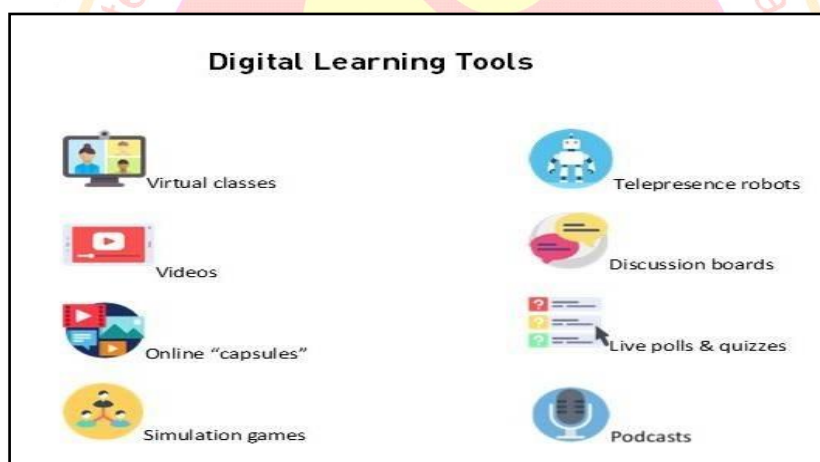 Digital Learning Tools
Virtual classes
Videos
Online “capsules”
Simulation games
Telepresence robots
Discussion boards
Live polls & quizzes
Podcasts